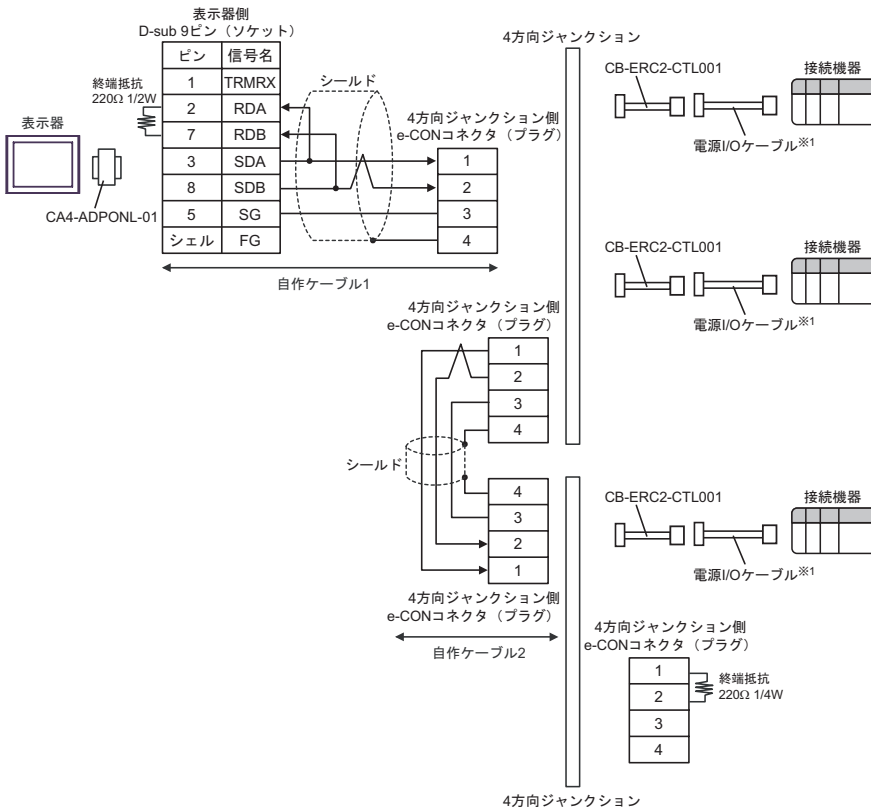 表示器側
D-sub 9ピン（ソケット）
ピン 信号名
1 TRMRX
2 RDA
7 RDB
3 SDA
8 SDB
5 SG
シェル FG
終端抵抗
220Ω 1/2W
表示器
CA4-ADPONL-01
シールド
4方向ジャンクション側
e-CONコネクタ（プラグ）
1
2
3
4
自作ケーブル1
4方向ジャンクション
CB-ERC2-CTL001
接続機器
電源I/Oケーブル※1
CB-ERC2-CTL001
接続機器
電源I/Oケーブル※1
4方向ジャンクション側
e-CONコネクタ（プラグ）
1
2
3
4
シールド
4
3
2
1
4方向ジャンクション側
e-CONコネクタ（プラグ）
自作ケーブル2
CB-ERC2-CTL001
接続機器
電源I/Oケーブル※1
4方向ジャンクション側
e-CONコネクタ（プラグ）
1
2
3
4
終端抵抗
220Ω 1/4W
4方向ジャンクション